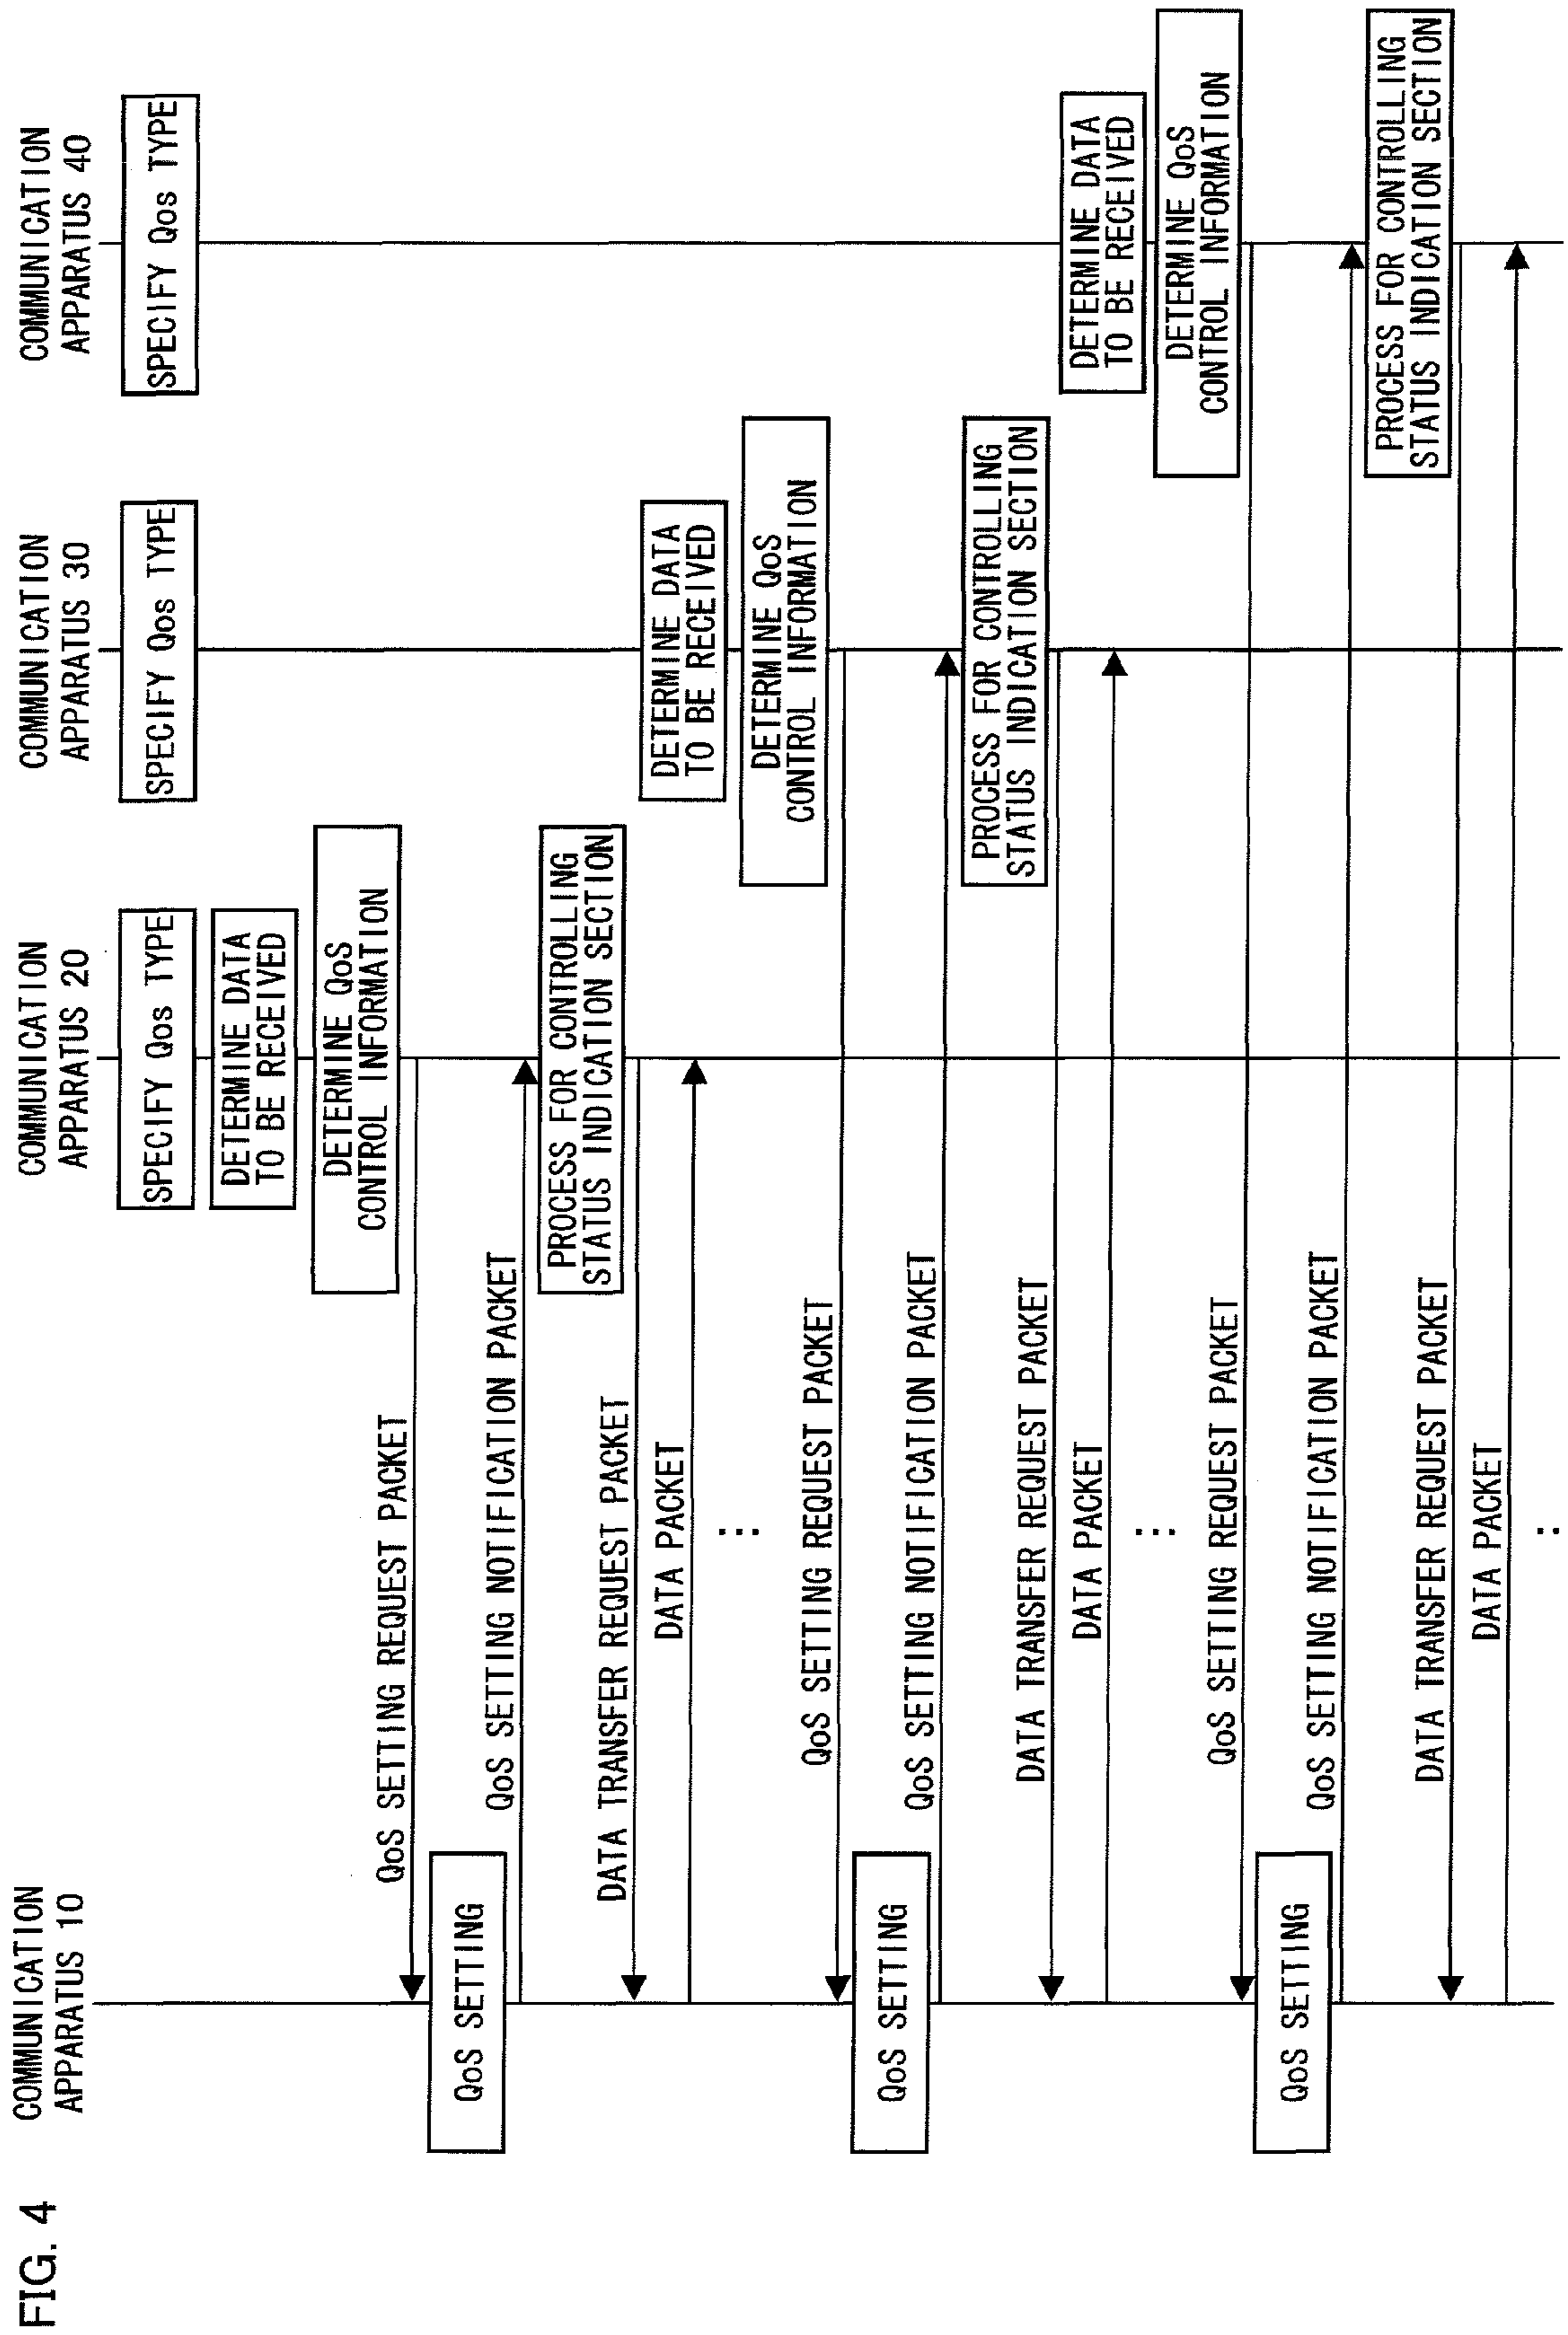 FIG. 4
COMMUNICATION
APPARATUS 10
COMMUNICATION
APPARATUS 20
COMMUNICATION
APPARATUS 30
COMMUNICATION
APPARATUS 40
SPECIFY Qos TYPE
SPECIFY Qos TYPE
SPECIFY Qos TYPE
DETERMINE DATA
TO BE RECEIVED
DETERMINE QoS
CONTROL INFORMATION
QoS SETTING REQUEST PACKET
QoS SETTING
QoS SETTING NOTIFICATION PACKET
PROCESS FOR CONTROLLING
STATUS INDICATION SECTION
DATA TRANSFER REQUEST PACKET
DATA PACKET
...
DETERMINE DATA
TO BE RECEIVED
DETERMINE QoS
CONTROL INFORMATION
QoS SETTING REQUEST PACKET
QoS SETTING
QoS SETTING NOTIFICATION PACKET
PROCESS FOR CONTROLLING
STATUS INDICATION SECTION
DATA TRANSFER REQUEST PACKET
DATA PACKET
...
DETERMINE DATA
TO BE RECEIVED
DETERMINE QoS
CONTROL INFORMATION
QoS SETTING REQUEST PACKET
QoS SETTING
QoS SETTING NOTIFICATION PACKET
PROCESS FOR CONTROLLING
STATUS INDICATION SECTION
DATA TRANSFER REQUEST PACKET
DATA PACKET
..